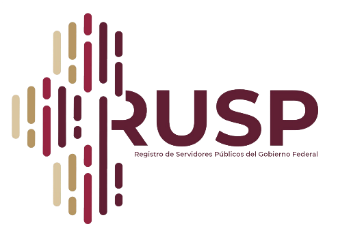 RUSP
Registro de Servidores Públicos del Gobierno Federal